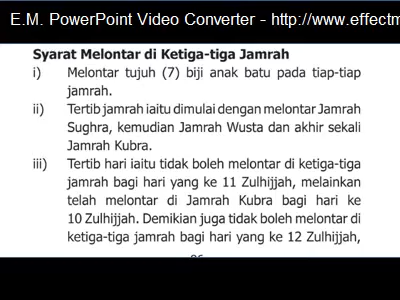 E.M. PowerPoint Video Converter - http://www.effectm
Syarat Melontar di Ketiga-tiga Jamrah
i) Melontar tujuh (7) biji anak batu pada tiap-tiap
jamrah.
ii) Tertib jamrah iaitu dimulai dengan melontar Jamrah
Sughra, kemudian Jamrah Wusta dan akhir sekali
Jamrah Kubra.
iii) Tertib hari iaitu tidak boleh melontar di ketiga-tiga
jamrah bagi hari yang ke 11 Zulhijjah, melainkan
telah melontar di Jamrah Kubra bagi hari ke
10 Zulhijjah. Demikian juga tidak boleh melontar di
ketiga-tiga jamrah bagi hari yang ke 12 Zulhijjah,